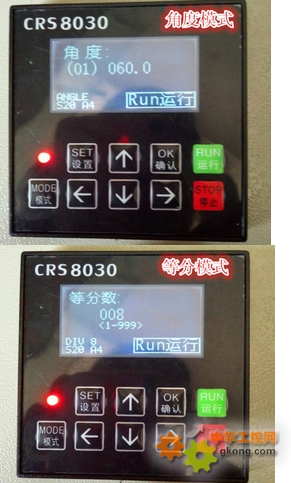 CRS8030 角度模式
角度:
(01) 060.0
ANGLE
S20 A4 Run运行
SET 设置 OK 确认 RUN 运行
MODE 模式 STOP 停止
CRS8030 等分模式
等分数:
008
<1-999>
DIV 8
S20 A4 Run运行
SET 设置 OK 确认 RUN 运行
MODE 模式
gkong.com